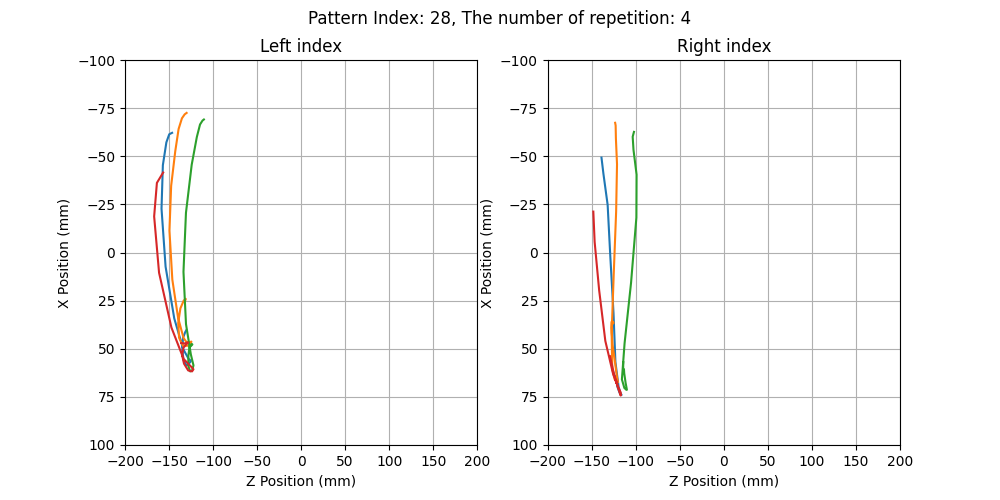 Pattern Index: 28, The number of repetition: 4
Left index
Right index
−100
−75
−50
−25
0
25
50
75
100
X Position (mm)
−200 −150 −100 −50 0 50 100 150 200
Z Position (mm)
−100
−75
−50
−25
0
25
50
75
100
X Position (mm)
−200 −150 −100 −50 0 50 100 150 200
Z Position (mm)